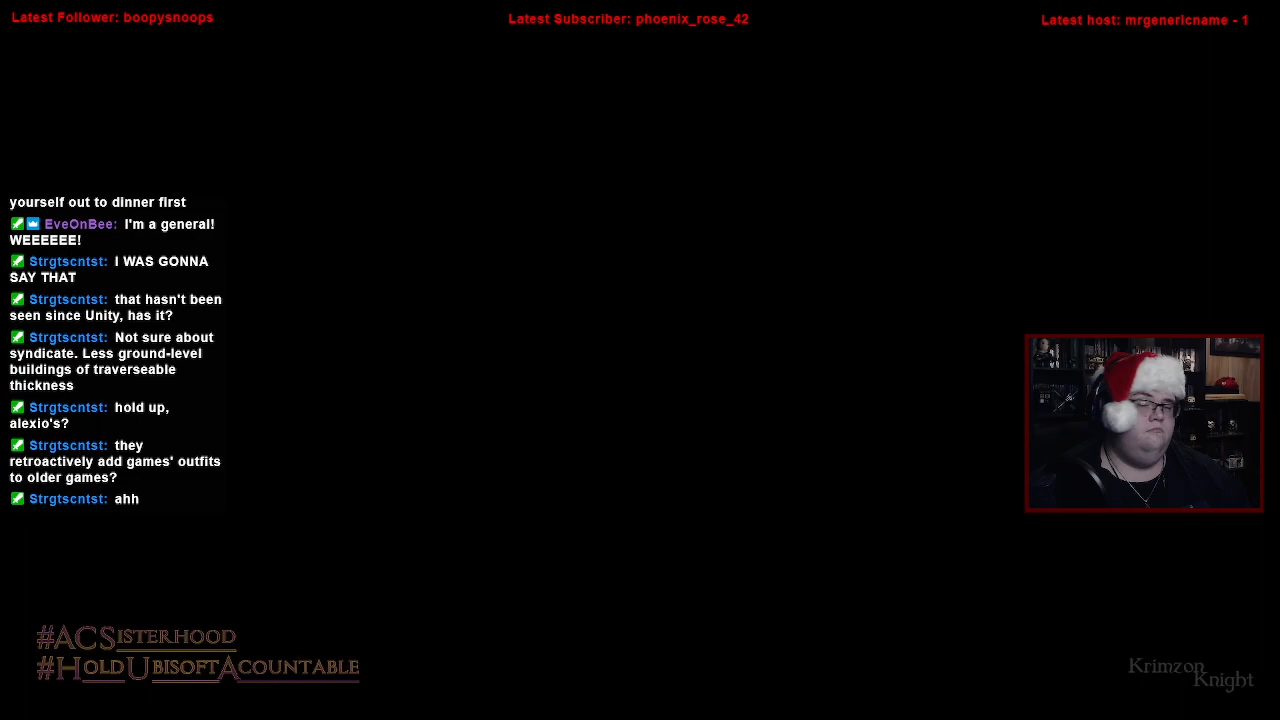 Latest Follower: boopysnoops
Latest Subscriber: phoenix_rose_42
Latest host: mrgenericname - 1
yourself out to dinner first
EveOnBee: I'm a general!
WEEEEEE!
Strgtscntst: I WAS GONNA
SAY THAT
Strgtscntst: that hasn't been
seen since Unity, has it?
Strgtscntst: Not sure about
syndicate. Less ground-level
buildings of traverseable
thickness
Strgtscntst: hold up,
alexio's?
Strgtscntst: they
retroactively add games' outfits
to older games?
Strgtscntst: ahh
#ACSisterhood
#HoldUbisoftAcountable
Krimzon
Knight